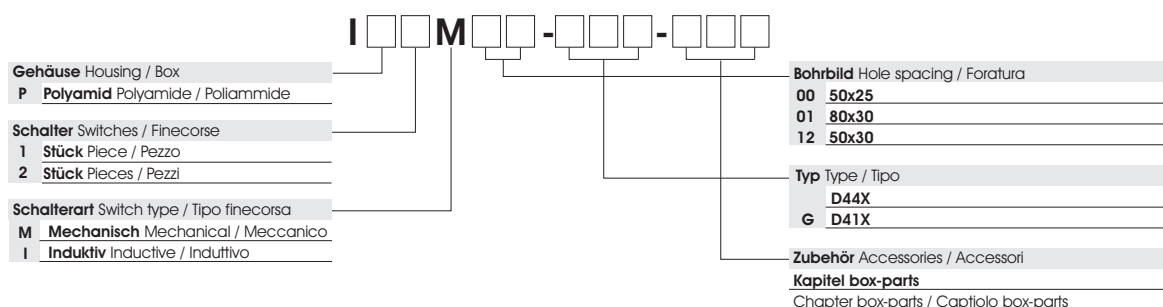 I M - -
Gehäuse Housing / Box
P Polyamid Polyamide / Poliammide
Schalter Switches / Finecorse
1 Stück Piece / Pezzo
2 Stück Pieces / Pezzi
Schalterart Switch type / Tipo finecorsa
M Mechanisch Mechanical / Meccanico
I Induktiv Inductive / Induttivo
Bohrbild Hole spacing / Foratura
00 50x25
01 80x30
12 50x30
Typ Type / Tipo
D44X
G D41X
Zubehör Accessories / Accessori
Kapitel box-parts
Chapter box-parts / Captiolo box-parts